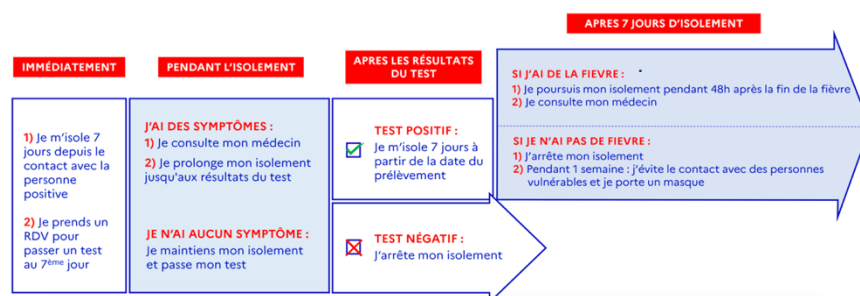 IMMÉDIATEMENT
1) Je m'isole 7
jours depuis le
contact avec la
personne
positive
2) Je prends un
RDV pour
passer un test
au 7ème jour
PENDANT L'ISOLEMENT
J'AI DES SYMPTÔMES :
1) Je consulte mon médecin
2) Je prolonge mon isolement
jusqu'aux résultats du test
JE N'AI AUCUN SYMPTÔME :
Je maintiens mon isolement
et passe mon test
APRES LES RÉSULTATS
DU TEST
TEST POSITIF :
Je m'isole 7 jours à
partir de la date du
prélèvement
TEST NÉGATIF :
J'arrête mon isolement
APRES 7 JOURS D'ISOLEMENT
SI J'AI DE LA FIEVRE :
1) Je poursuis mon isolement pendant 48h après la fin de la fièvre
2) Je consulte mon médecin
SI JE N'AI PAS DE FIEVRE :
1) J'arrête mon isolement
2) Pendant 1 semaine : j'évite le contact avec des personnes
vulnérables et je porte un masque